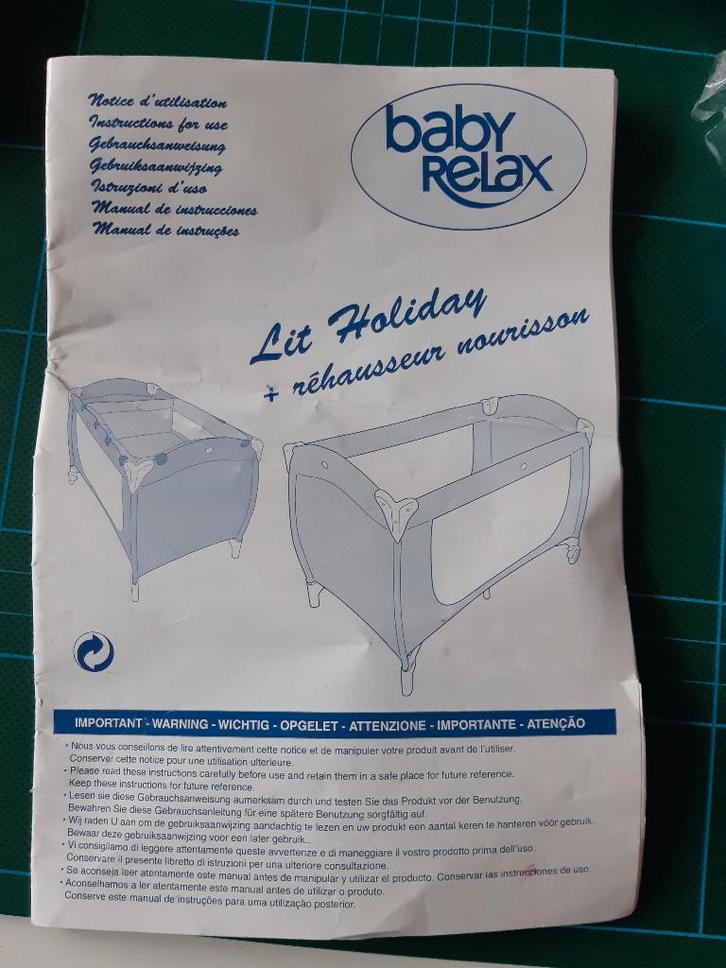 Notice d'utilisation
Instructions for use
Gebrauchsanweisung
Gebruiksaanwijzing
Istruzioni d'uso
Manual de instrucciones
Manual de instruções
baby
RELAX
Lit Holiday
+ réhausseur nourisson
IMPORTANT - WARNING - WICHTIG - OPGELET - ATTENZIONE - IMPORTANTE - ATENÇÃO
• Nous vous conseillons de lire attentivement cette notice et de manipuler votre produit avant de l'utiliser.
Conserver cette notice pour une utilisation ulterieure.
• Please read these instructions carefully before use and retain them in a safe place for future reference.
Keep these instructions for future reference.
• Lesen sie diese Gebrauchsanweisung aumerksam durch und testen Sie das Produkt vor der Benutzung.
Bewahren Sie diese Gebrauchsanleitung für eine spätere Benutzung sorgfältig auf.
• Wij raden U aan om de gebruiksaanwijzing aandachtig te lezen en uw produkt een aantal keren te hanteren vóór gebruik.
Bewaar deze gebruiksaanwijzing voor een later gebruik..
• Vi consigliamo di leggere attentamente queste avvertenze e di maneggiare il vostro prodotto prima dell'uso.
Conservare il presente libretto di istruzioni per una ulteriore consultazione.
• Se aconseja leer atentamente este manual antes de manipular y utilizar el producto. Conservar las instrucciones de uso.
• Aconselhamos a ler atentamente este manual antes de utilizar o produto.
Conserve este manual de instruções para uma utilização posterior.